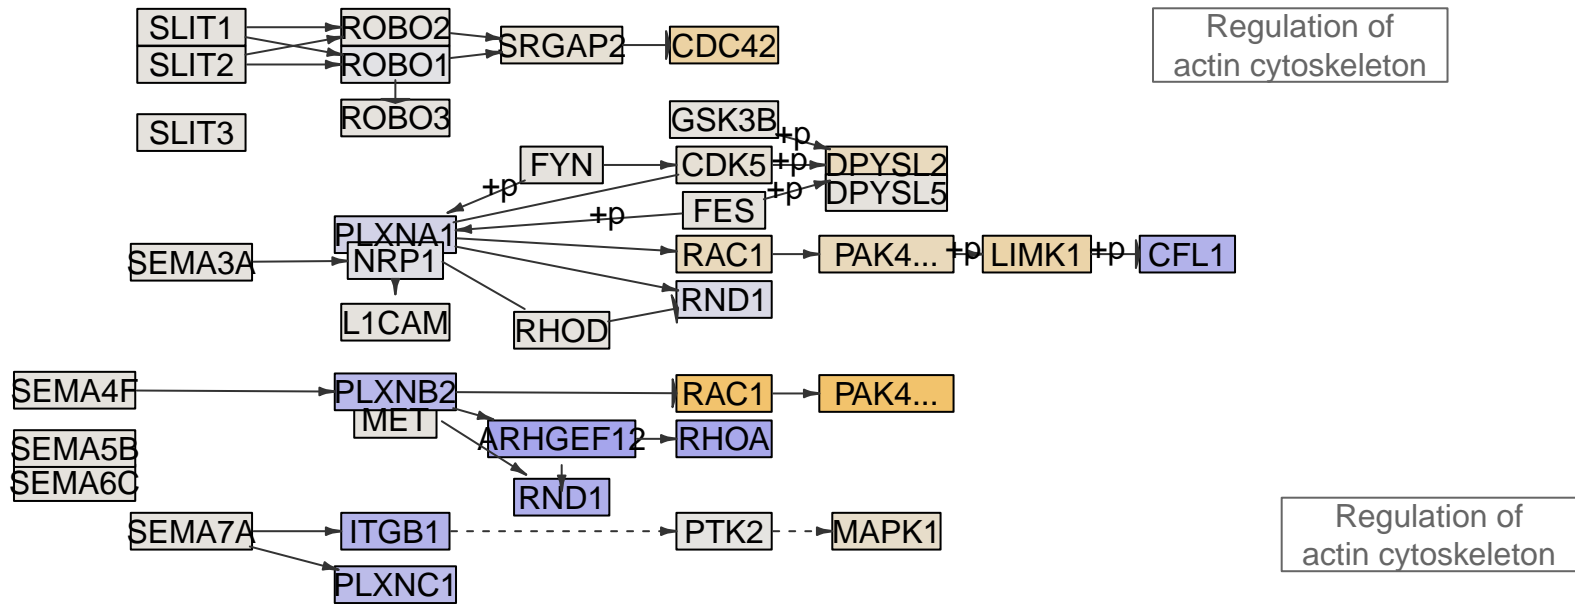 SLIT1
ROBO2
SRGAP2
CDC42
Regulation of
actin cytoskeleton
SLIT2
ROBO1
SLIT3
ROBO3
GSK3B
+p
FYN
CDK5
+p
DPYSL2
+p
FES
+p
DPYSL5
PLXNA1
+p
SEMA3A
NRP1
RAC1
PAK4...
+p
LIMK1
+p
CFL1
RND1
L1CAM
RHOD
SEMA4F
PLXNB2
RAC1
PAK4...
MET
ARHGEF12
RHOA
SEMA5B
SEMA6C
RND1
SEMA7A
ITGB1
PTK2
MAPK1
Regulation of
actin cytoskeleton
PLXNC1